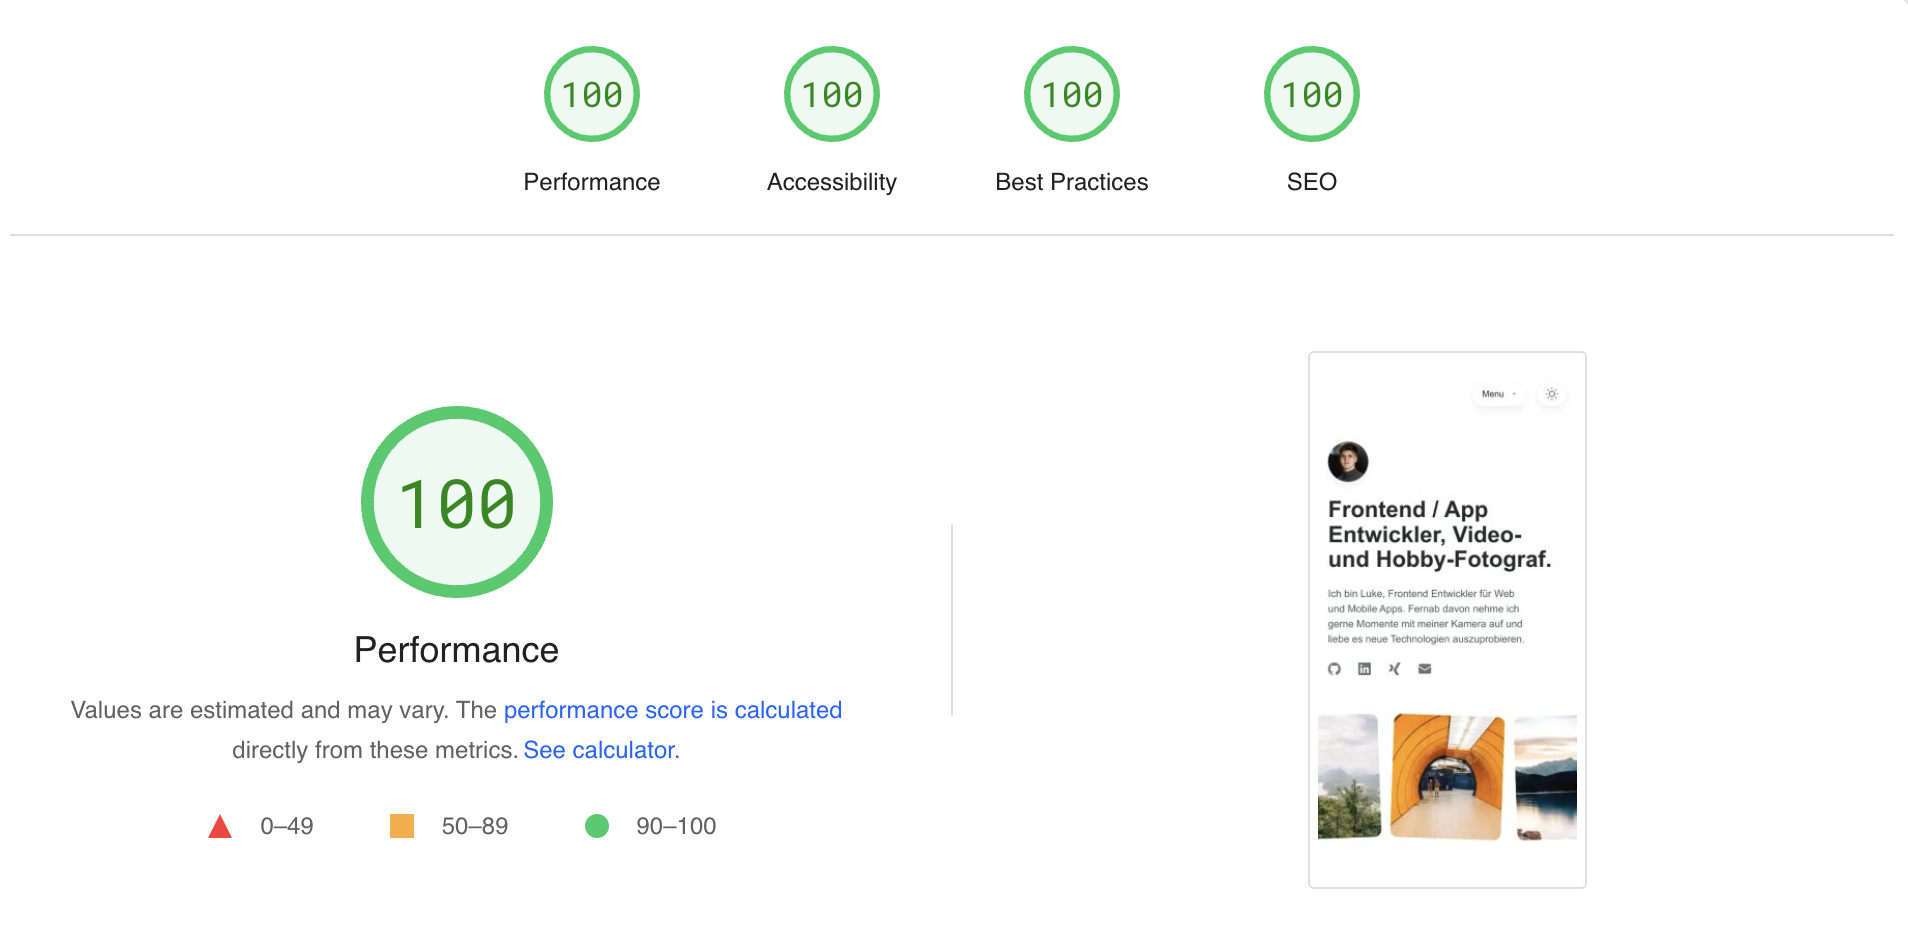 100
100
100
100
Performance
Accessibility
Best Practices
SEO
100
Performance
Values are estimated and may vary. The performance score is calculated
directly from these metrics. See calculator.
0–49
50–89
90–100
Menu
Frontend / App
Entwickler, Video-
und Hobby-Fotograf.
Ich bin Luke, Frontend Entwickler für Web
und Mobile Apps. Fernab davon nehme ich
gerne Momente mit meiner Kamera auf und
liebe es neue Technologien auszuprobieren.
in